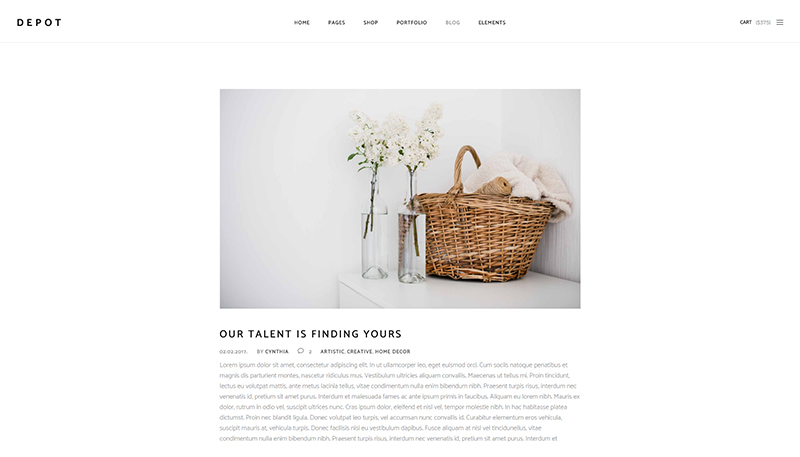 DEPOT
HOME PAGES SHOP PORTFOLIO BLOG ELEMENTS
CART ($375)
OUR TALENT IS FINDING YOURS
02.02.2017. BY CYNTHIA 2 ARTISTIC, CREATIVE, HOME DECOR
Lorem ipsum dolor sit amet, consectetur adipiscing elit. In ut ullamcorper leo, eget euismod orci. Cum sociis natoque penatibus et
magnis dis parturient montes, nascetur ridiculus mus. Vestibulum ultricies aliquam convallis. Maecenas ut tellus mi. Proin tincidunt,
lectus eu volutpat mattis, ante metus lacinia tellus, vitae condimentum nulla enim bibendum nibh. Praesent turpis risus, interdum nec
venenatis id, pretium sit amet purus. Interdum et malesuada fames ac ante ipsum primis in faucibus. Aliquam eu lorem nibh. Mauris ex
dolor, rutrum in odio vel, suscipit ultrices nunc. Cras ipsum dolor, eleifend et nisl vel, tempor molestie nibh. In hac habitasse platea
dictumst. Proin nec blandit ligula. Donec volutpat leo turpis, vel accumsan nunc convallis id. Curabitur elementum eros vehicula,
suscipit mauris at, vehicula turpis. Donec facilisis nisl eu vestibulum dapibus. Fusce aliquam at nisl vel tinciduntellus, vitae
condimentum nulla enim bibendum nibh. Praesent turpis risus, interdum nec venenatis id, pretium sit amet purus. Interdum et